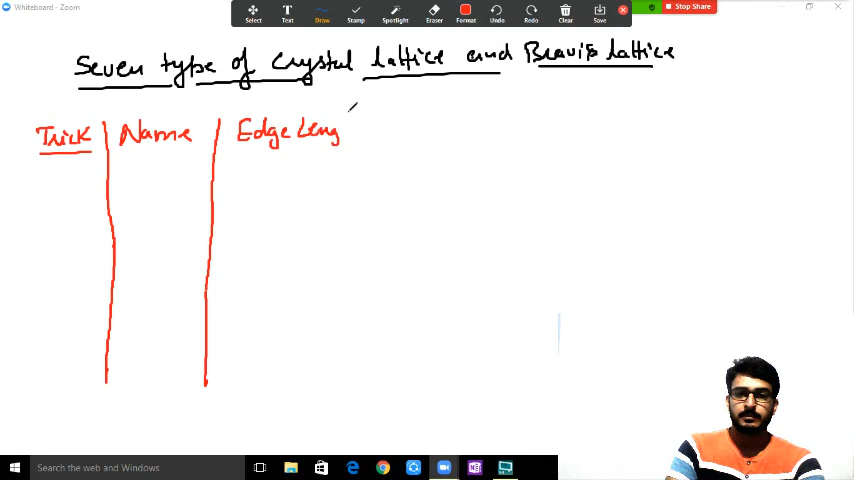 Whiteboard - Zoom
Stop Share
Select Text Draw Stamp Spotlight Eraser Format Undo Redo Clear Save
Seven type of crystal lattice and Bravis lattice
Trick Name Edge Leng
Search the web and Windows